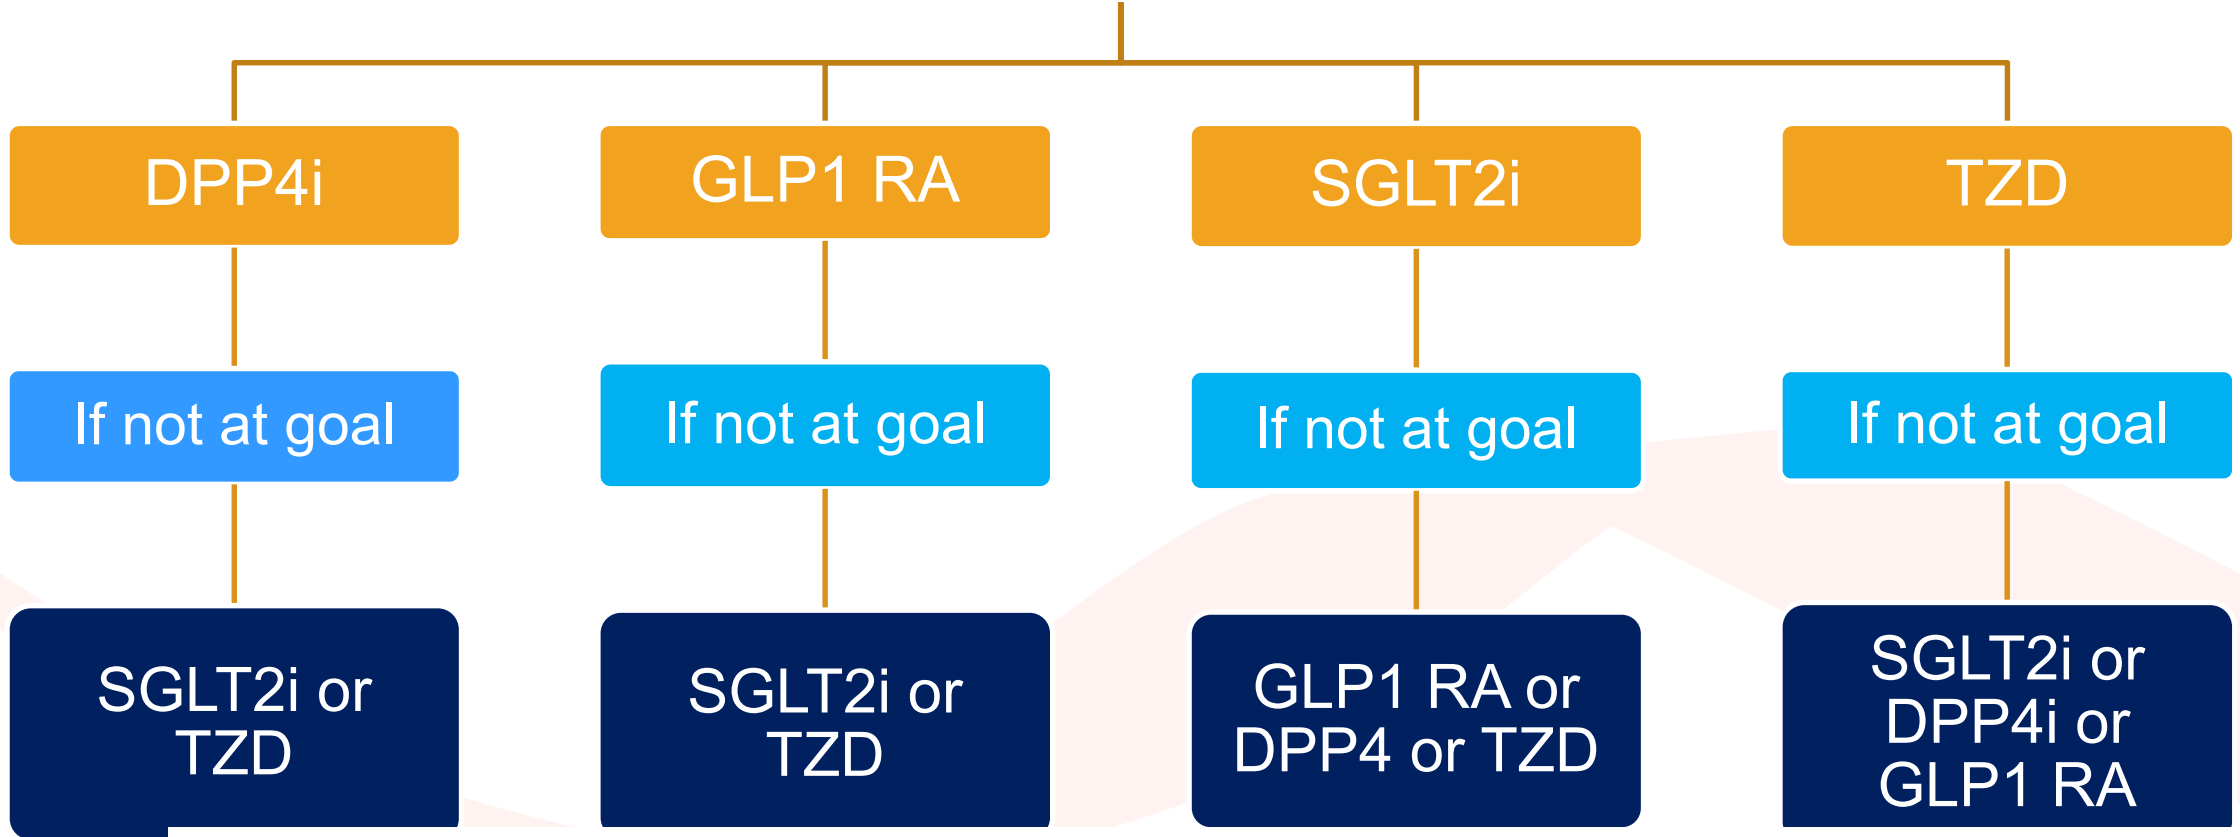 DPP4i
GLP1 RA
SGLT2i
TZD
If not at goal
If not at goal
If not at goal
If not at goal
SGLT2i or
TZD
SGLT2i or
TZD
GLP1 RA or
DPP4 or TZD
SGLT2i or
DPP4i or
GLP1 RA